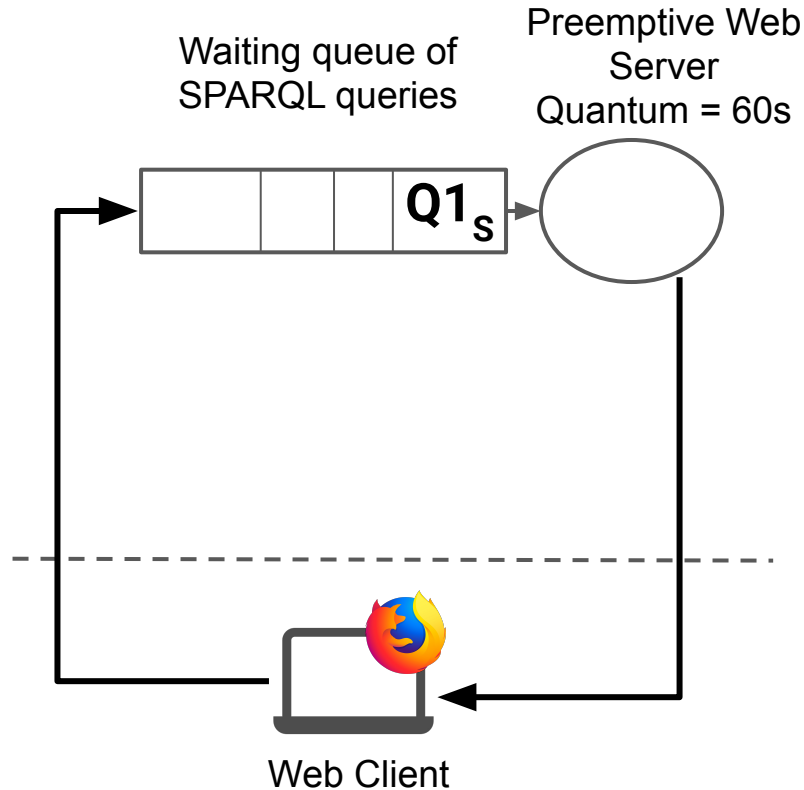 Waiting queue of
SPARQL queries
Preemptive Web
Server
Quantum = 60s
Q1s
Web Client